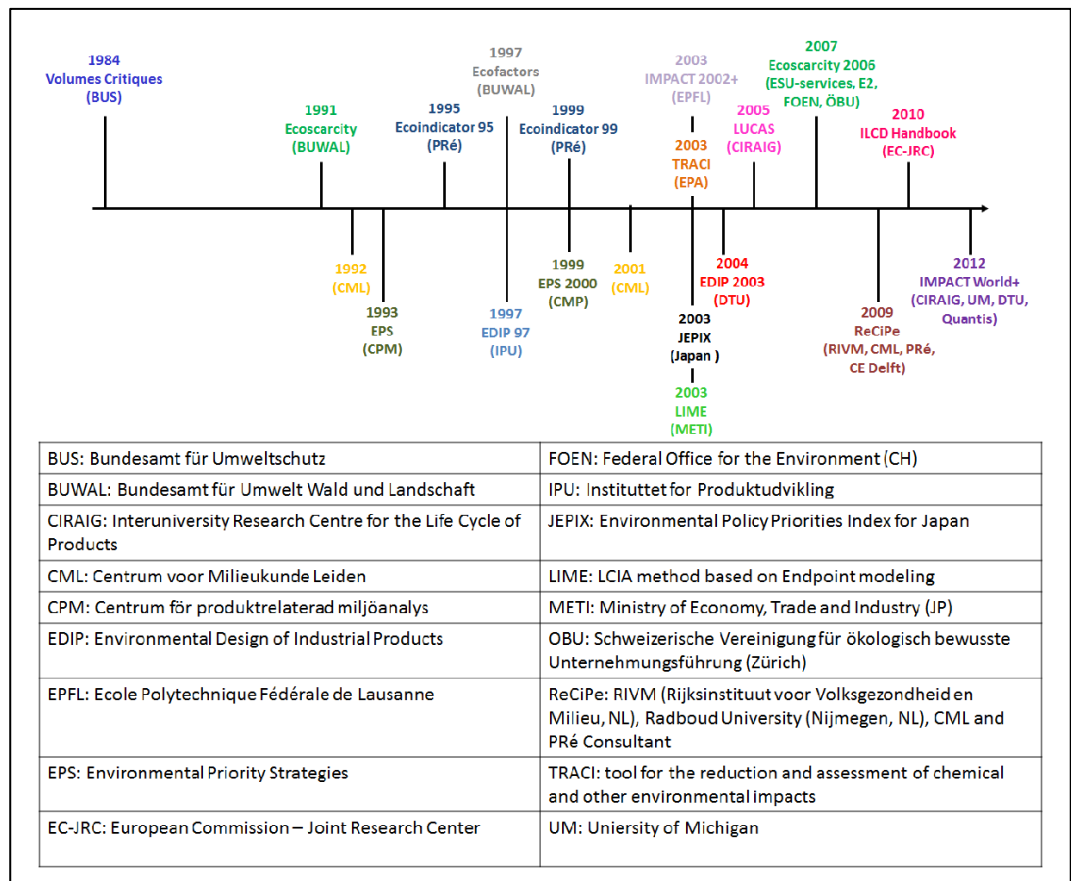 1984
Volumes Critiques
(BUS)
1991
Ecoscarcity
(BUWAL)
1995
Ecoindicator 95
(PRé)
1997
Ecofactors
(BUWAL)
1999
Ecoindicator 99
(PRé)
2003
IMPACT 2002+
(EPFL)
2003
TRACI
(EPA)
2005
LUCAS
(CIRAIG)
2007
Ecoscarcity 2006
(ESU-services, E2,
FOEN, ÖBU)
2010
ILCD Handbook
(EC-JRC)
1992
(CML)
1993
EPS
(CPM)
1997
EDIP 97
(IPU)
1999
EPS 2000
(CMP)
2001
(CML)
2003
JEPIX
(Japan )
2003
LIME
(METI)
2004
EDIP 2003
(DTU)
2009
ReCiPe
(RIVM, CML, PRé,
CE Delft)
2012
IMPACT World+
(CIRAIG, UM, DTU,
Quantis)
BUS: Bundesamt für Umweltschutz
FOEN: Federal Office for the Environment (CH)
BUWAL: Bundesamt für Umwelt Wald und Landschaft
IPU: Instituttet for Produktudvikling
CIRAIG: Interuniversity Research Centre for the Life Cycle of
Products
JEPIX: Environmental Policy Priorities Index for Japan
CML: Centrum voor Milieukunde Leiden
LIME: LCIA method based on Endpoint modeling
CPM: Centrum för produktrelaterad miljöanalys
METI: Ministry of Economy, Trade and Industry (JP)
EDIP: Environmental Design of Industrial Products
OBU: Schweizerische Vereinigung für ökologisch bewusste
Unternehmungsführung (Zürich)
EPFL: Ecole Polytechnique Fédérale de Lausanne
ReCiPe: RIVM (Rijksinstituut voor Volksgezondheid en
Milieu, NL), Radboud University (Nijmegen, NL), CML and
PRé Consultant
EPS: Environmental Priority Strategies
TRACI: tool for the reduction and assessment of chemical
and other environmental impacts
EC-JRC: European Commission – Joint Research Center
UM: Uniersity of Michigan